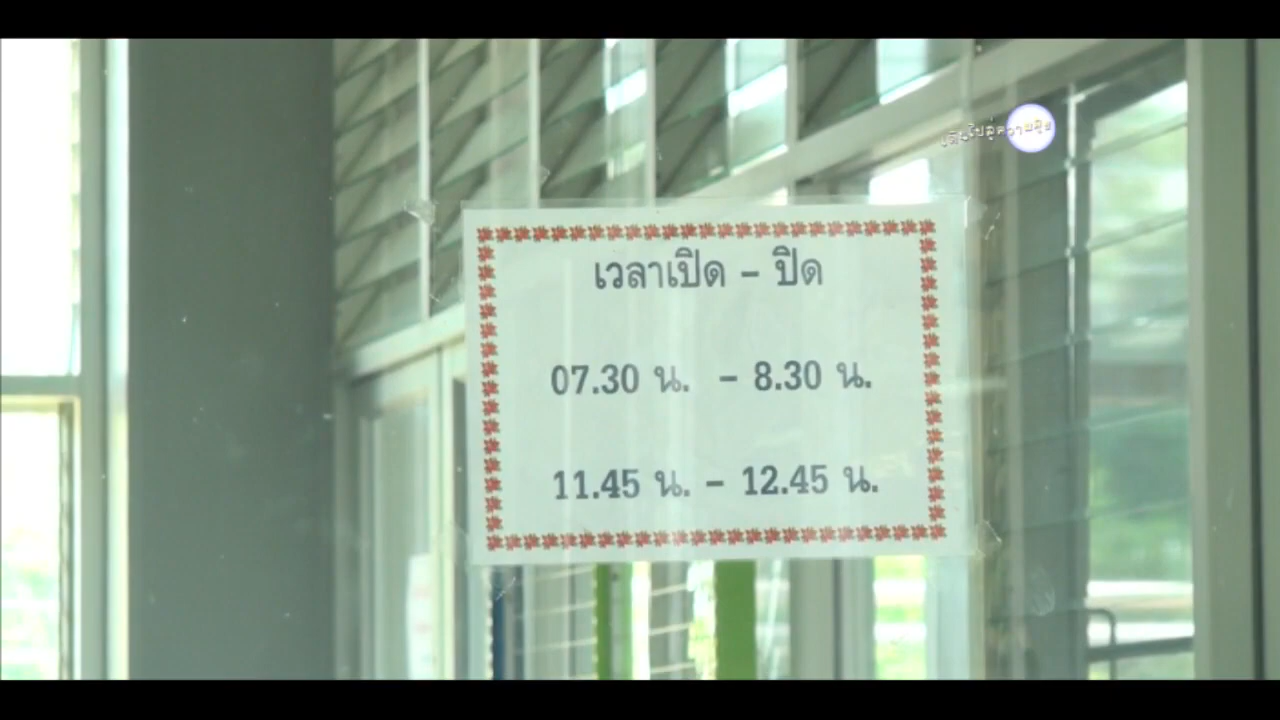 เวลาเปิด - ปิด
07.30 น. - 8.30 น.
11.45 น. - 12.45 น.